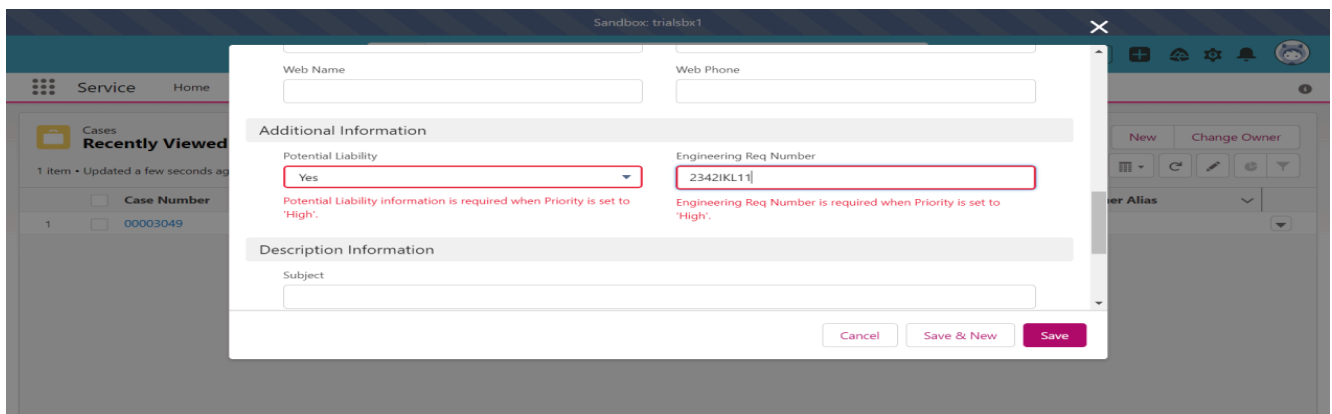 Sandbox: trialsbx1
Service Home
Cases
Recently Viewed
New Change Owner
1 item • Updated a few seconds ag
Case Number
er Alias
1 00003049
Web Name Web Phone
Additional Information
Potential Liability Engineering Req Number
Yes 2342IKL11
Potential Liability information is required when Priority is set to Engineering Req Number is required when Priority is set to
'High'. 'High'.
Description Information
Subject
Cancel Save & New Save